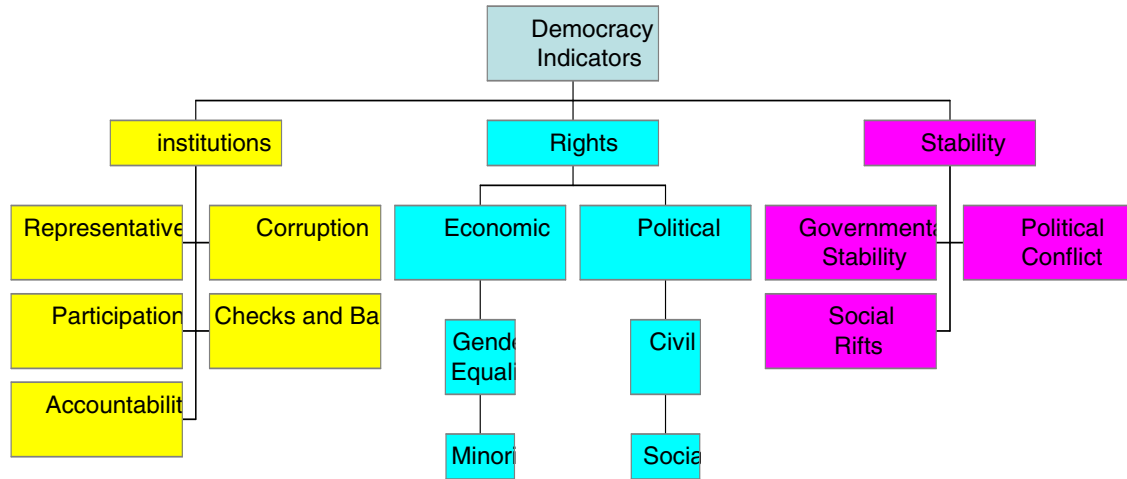 Democracy
Indicators
institutions
Rights
Stability
Representative
Corruption
Economic
Political
Governmenta
Stability
Political
Conflict
Participation
Checks and Ba
Gende
Equali
Civil
Social
Rifts
Accountabilit
Minori
Socia